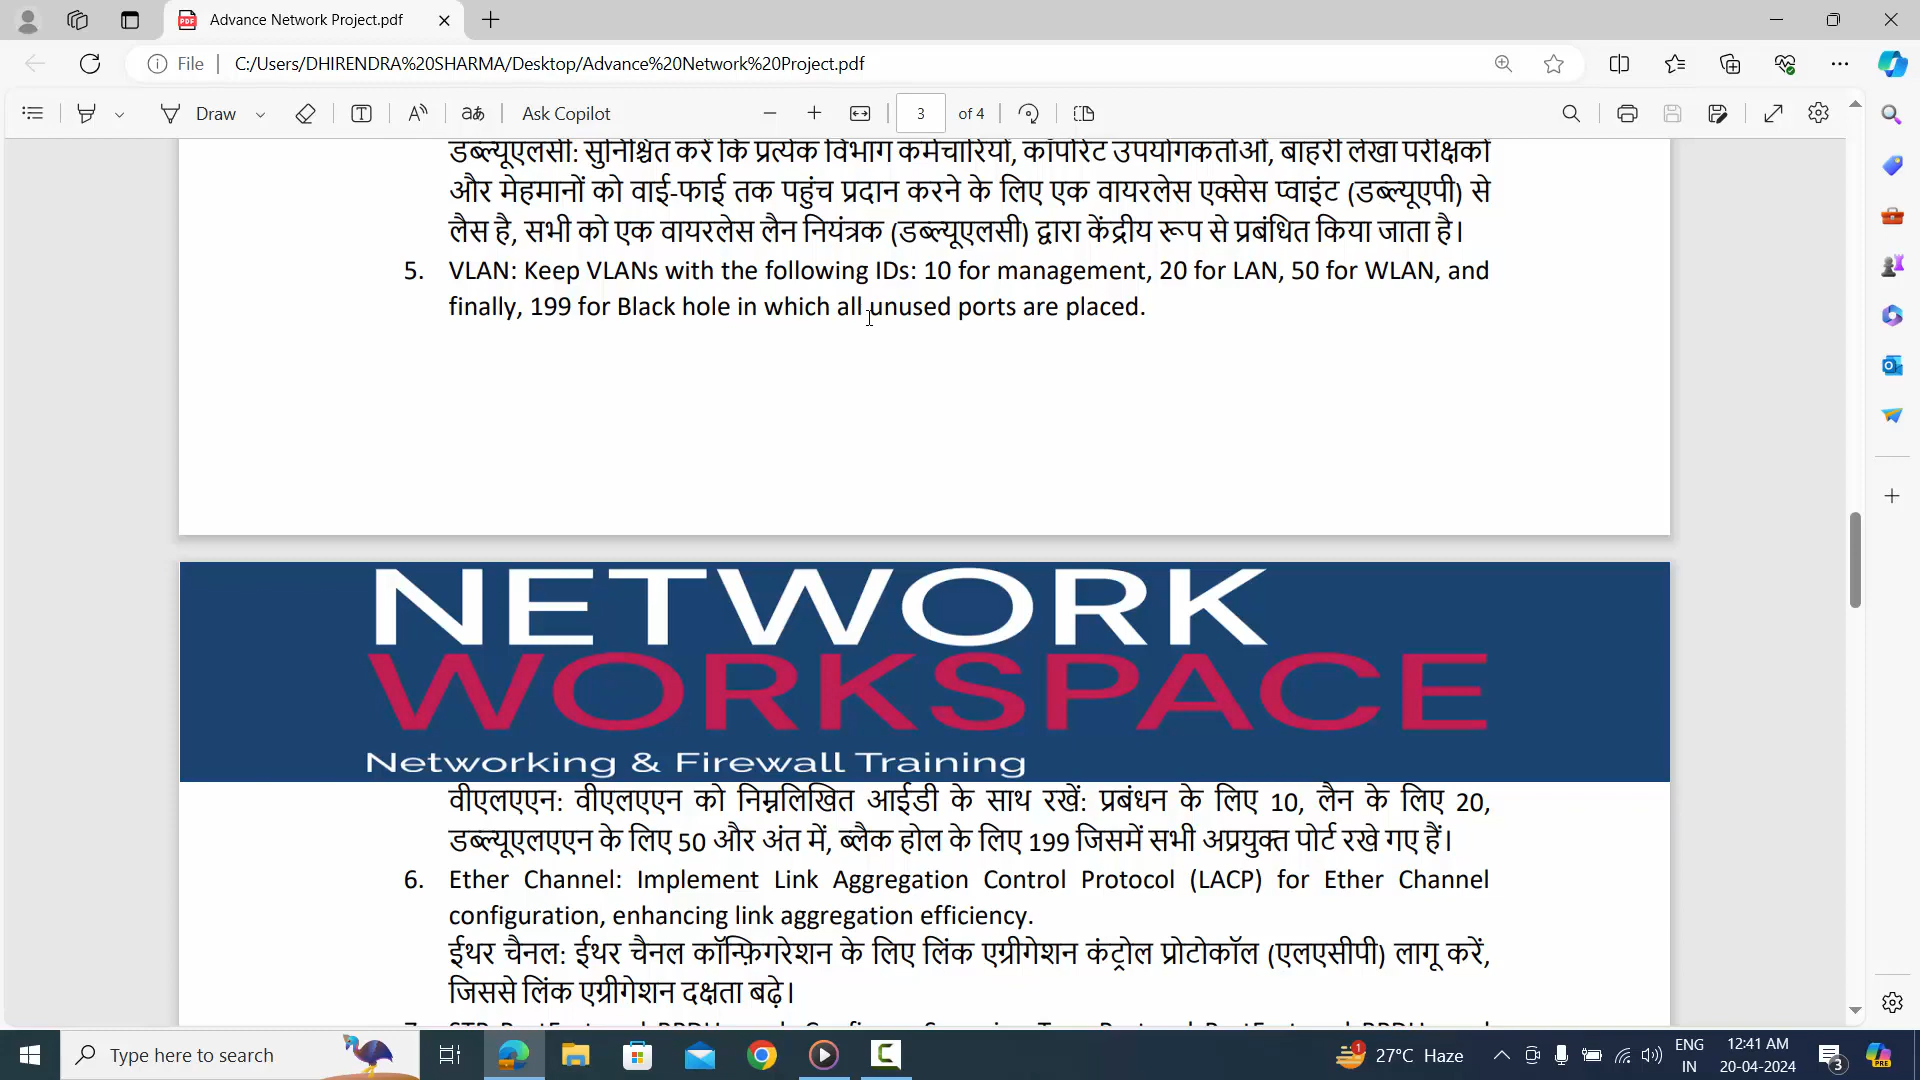 Advance Network Project.pdf
File
C:/Users/DHIRENDRA%20SHARMA/Desktop/Advance%20Network%20Project.pdf
Draw
Ask Copilot
3 of 4
डब्ल्यूएलसी: सुनिश्चित करें कि प्रत्येक विभाग कर्मचारियों, कॉर्पोरेट उपयोगकर्ताओं, बाहरी लेखा परीक्षकों
और मेहमानों को वाई-फाई तक पहुंच प्रदान करने के लिए एक वायरलेस एक्सेस प्वाइंट (डब्ल्यूएपी) से
लैस है, सभी को एक वायरलेस लैन नियंत्रक (डब्ल्यूएलसी) द्वारा केंद्रीय रूप से प्रबंधित किया जाता है।
5. VLAN: Keep VLANs with the following IDs: 10 for management, 20 for LAN, 50 for WLAN, and
finally, 199 for Black hole in which all unused ports are placed.
NETWORK
WORKSPACE
Networking & Firewall Training
वीएलएएन: वीएलएएन को निम्नलिखित आईडी के साथ रखें: प्रबंधन के लिए 10, लैन के लिए 20,
डब्ल्यूएलएएन के लिए 50 और अंत में, ब्लैक होल के लिए 199 जिसमें सभी अप्रयुक्त पोर्ट रखे गए हैं।
6. Ether Channel: Implement Link Aggregation Control Protocol (LACP) for Ether Channel
configuration, enhancing link aggregation efficiency.
ईथर चैनल: ईथर चैनल कॉन्फ़िगरेशन के लिए लिंक एग्रीगेशन कंट्रोल प्रोटोकॉल (एलएसीपी) लागू करें,
जिससे लिंक एग्रीगेशन दक्षता बढ़े।
Type here to search
27°C Haze
ENG
IN
12:41 AM
20-04-2024
3